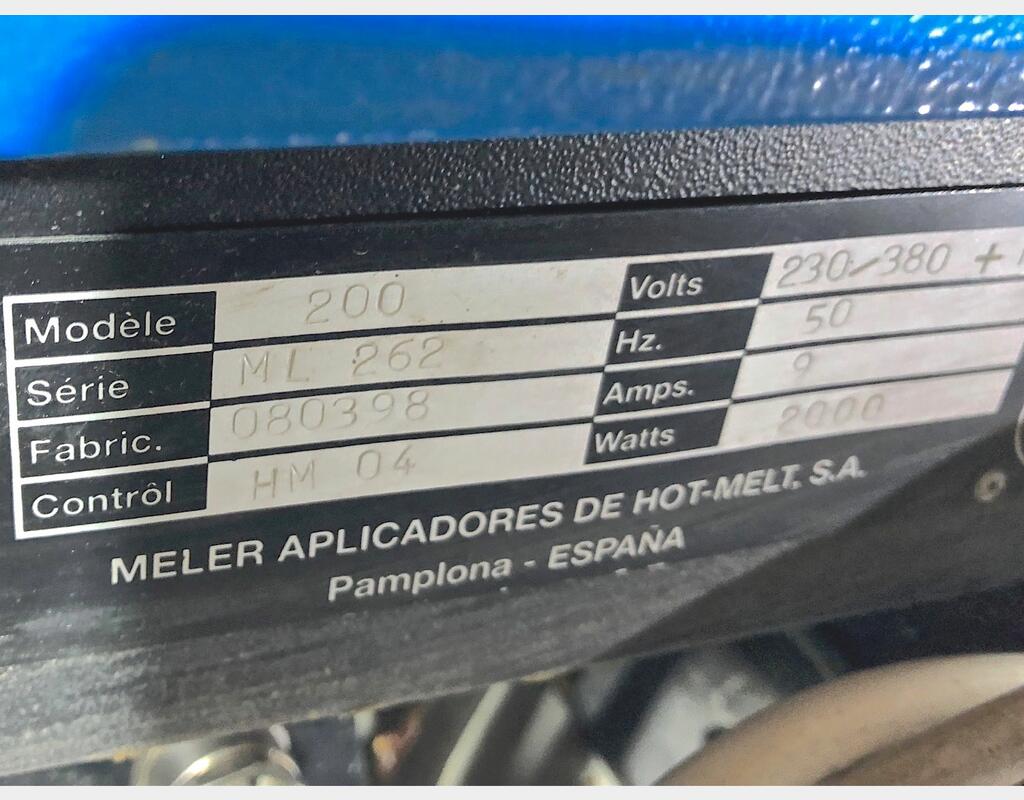 Modèle 200 Volts 230/380 +
Série ML 262 Hz. 50
Fabric. 080398 Amps. 9
Contrôl HM 04 Watts 2000
MELER APLICADORES DE HOT-MELT, S.A.
Pamplona - ESPAÑA